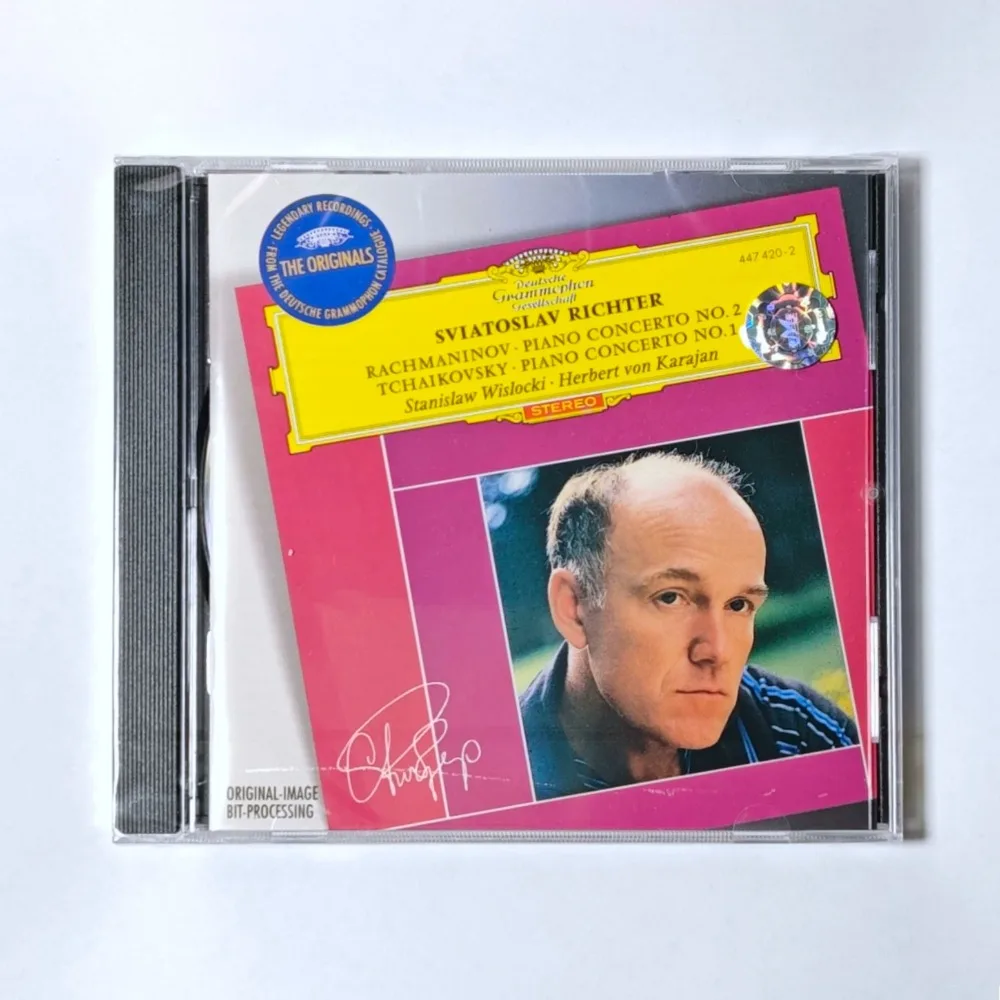 LEGENDARY RECORDINGS
THE ORIGINALS
FROM THE DEUTSCHE GRAMMOPHON CATALOGUE
447 420-2
Deutsche
Grammophon
Gesellschaft
SVIATOSLAV RICHTER
RACHMANINOV · PIANO CONCERTO NO. 2
TCHAIKOVSKY · PIANO CONCERTO NO. 1
Stanislaw Wislocki · Herbert von Karajan
STEREO
ORIGINAL-IMAGE
BIT-PROCESSING